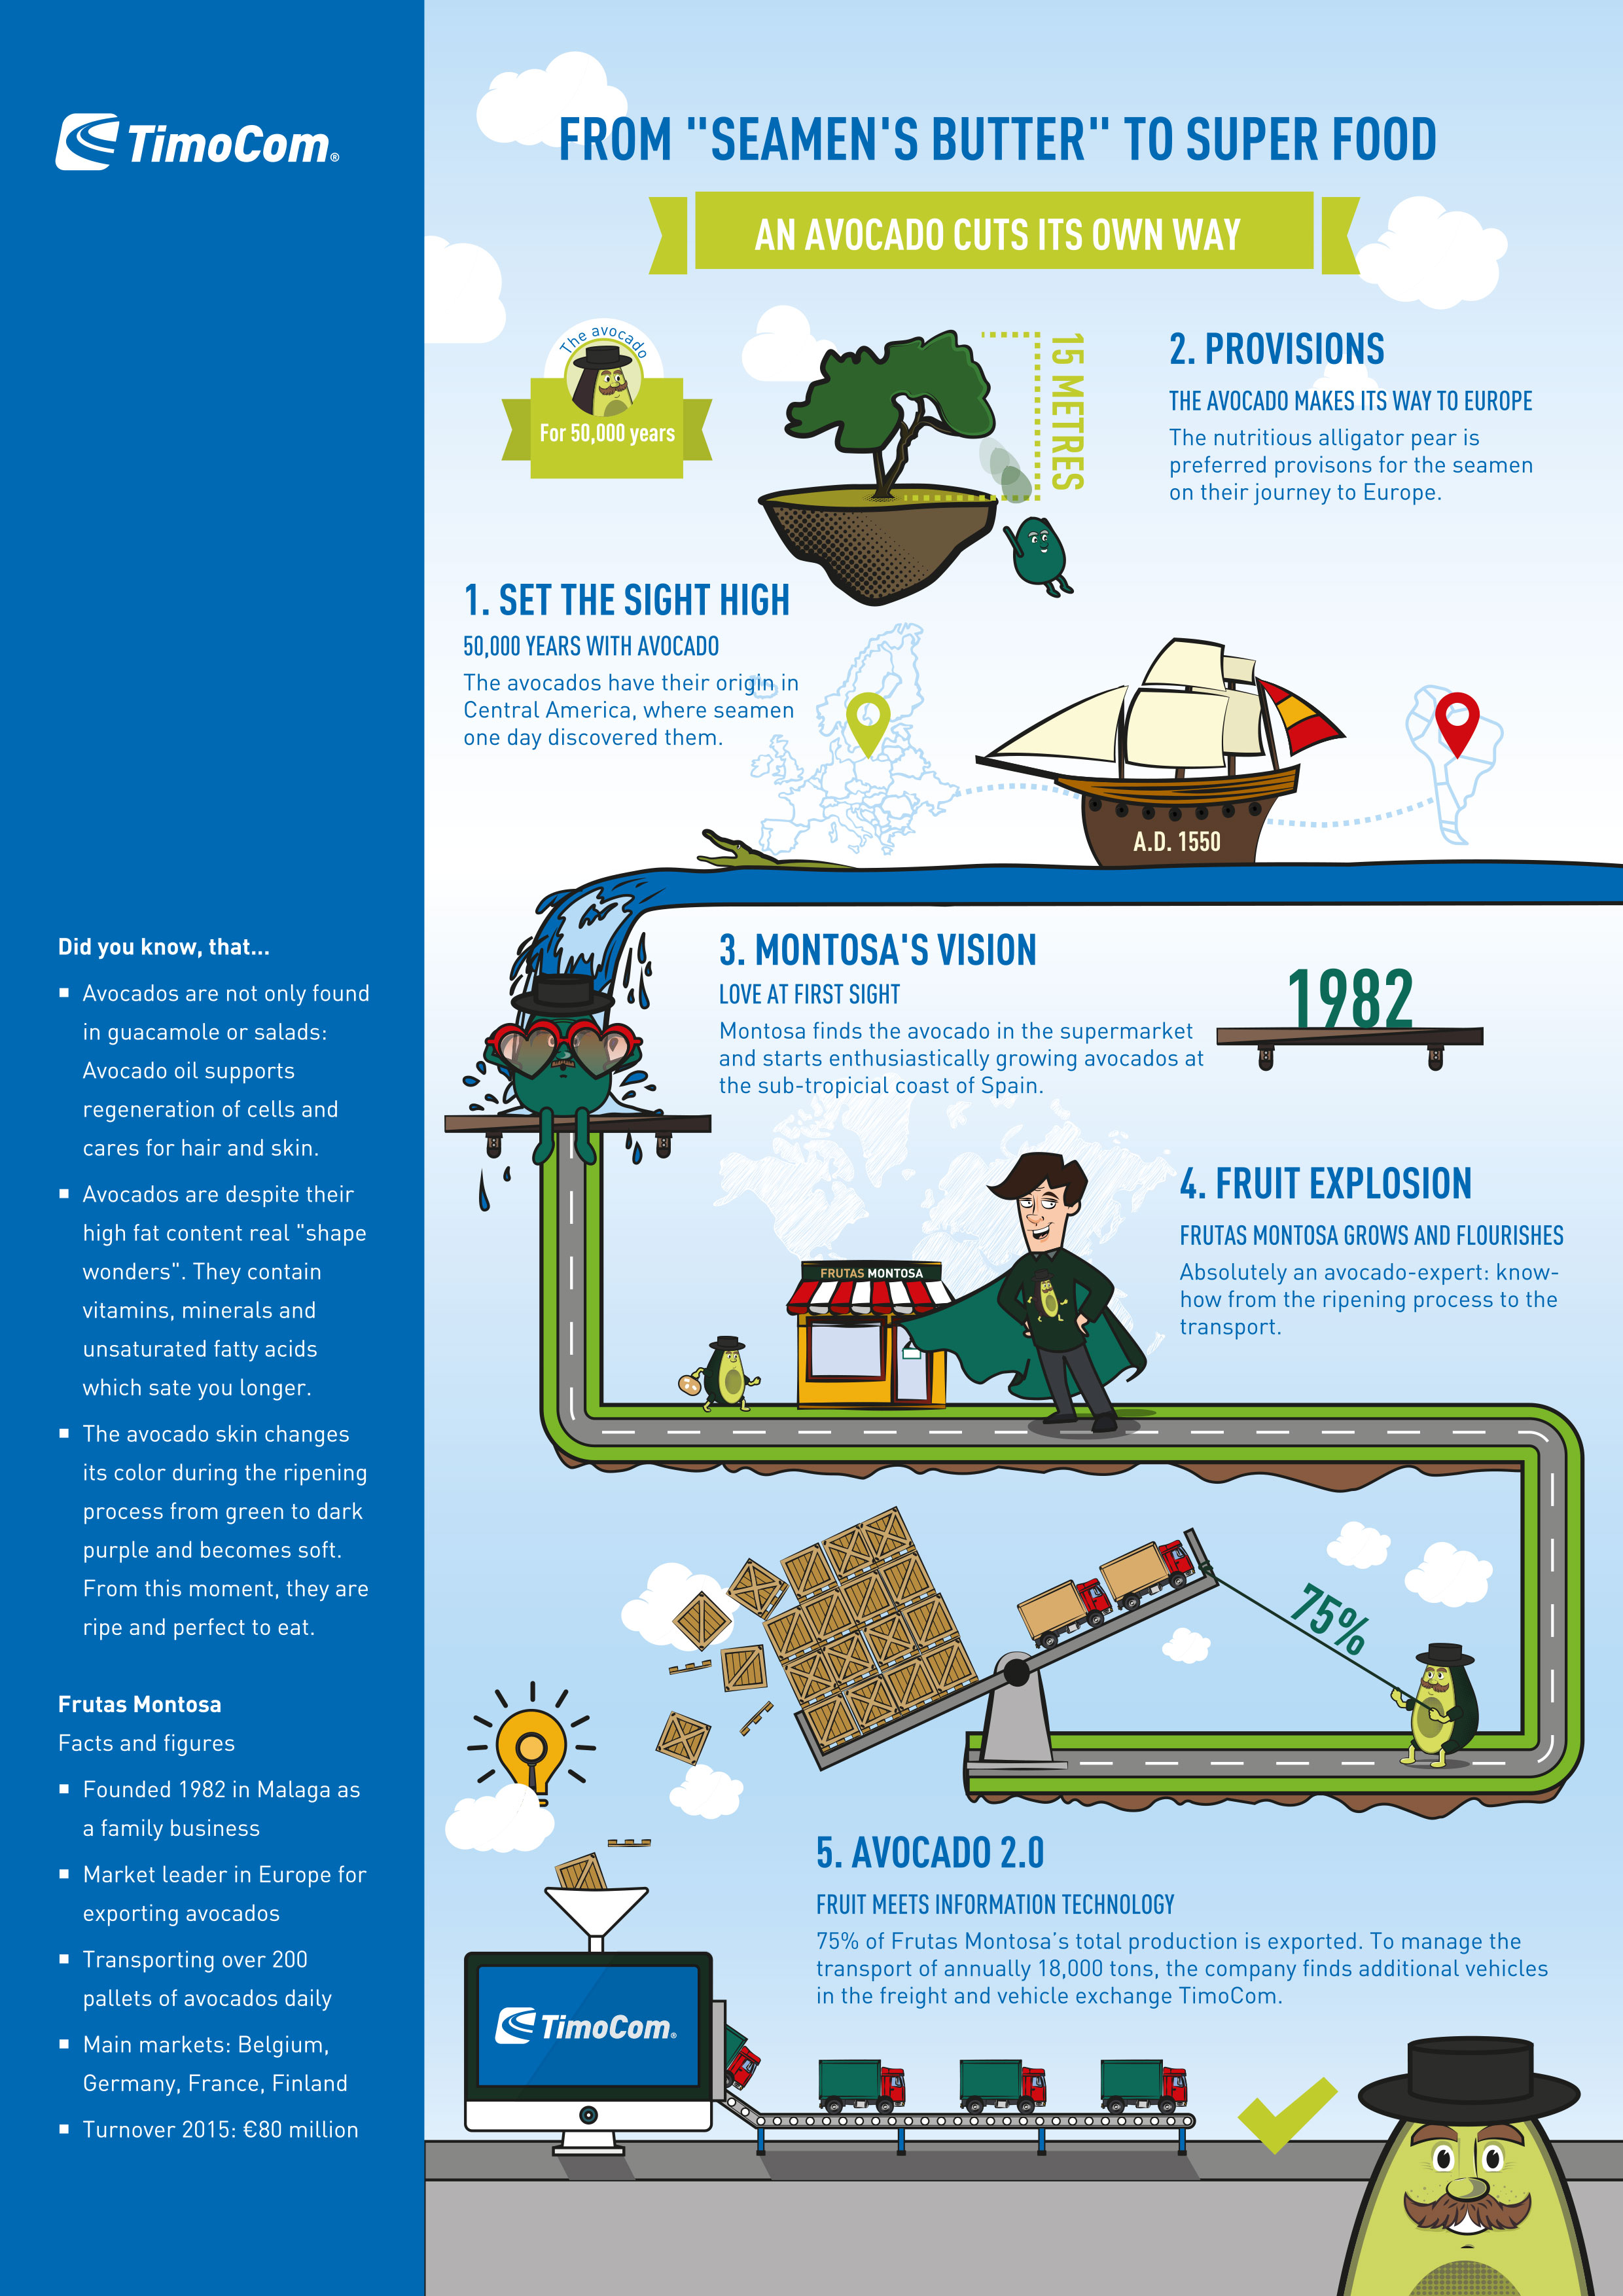 TimoCom®
FROM "SEAMEN'S BUTTER" TO SUPER FOOD
AN AVOCADO CUTS ITS OWN WAY
The avocado
For 50,000 years
15 METRES
1. SET THE SIGHT HIGH
50,000 YEARS WITH AVOCADO
The avocados have their origin in
Central America, where seamen
one day discovered them.
2. PROVISIONS
THE AVOCADO MAKES ITS WAY TO EUROPE
The nutritious alligator pear is
preferred provisons for the seamen
on their journey to Europe.
A.D. 1550
3. MONTOSA'S VISION
LOVE AT FIRST SIGHT
Montosa finds the avocado in the supermarket
and starts enthusiastically growing avocados at
the sub-tropicial coast of Spain.
1982
4. FRUIT EXPLOSION
FRUTAS MONTOSA GROWS AND FLOURISHES
Absolutely an avocado-expert: know-
how from the ripening process to the
transport.
FRUTAS MONTOSA
75%
5. AVOCADO 2.0
FRUIT MEETS INFORMATION TECHNOLOGY
75% of Frutas Montosa's total production is exported. To manage the
transport of annually 18,000 tons, the company finds additional vehicles
in the freight and vehicle exchange TimoCom.
TimoCom®
Did you know, that...
▪ Avocados are not only found
in guacamole or salads:
Avocado oil supports
regeneration of cells and
cares for hair and skin.
▪ Avocados are despite their
high fat content real "shape
wonders". They contain
vitamins, minerals and
unsaturated fatty acids
which sate you longer.
▪ The avocado skin changes
its color during the ripening
process from green to dark
purple and becomes soft.
From this moment, they are
ripe and perfect to eat.
Frutas Montosa
Facts and figures
▪ Founded 1982 in Malaga as
a family business
▪ Market leader in Europe for
exporting avocados
▪ Transporting over 200
pallets of avocados daily
▪ Main markets: Belgium,
Germany, France, Finland
▪ Turnover 2015: €80 million